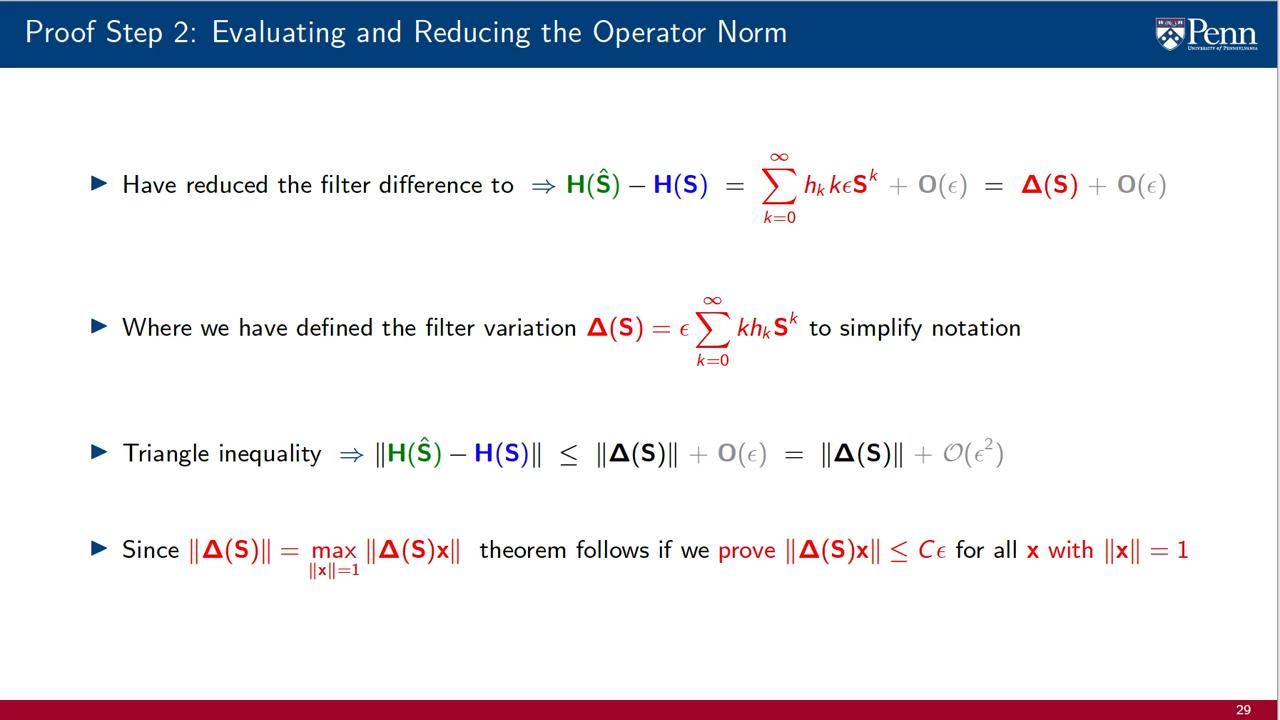 Proof Step 2: Evaluating and Reducing the Operator Norm
Penn
UNIVERSITY OF PENNSYLVANIA
▶ Have reduced the filter difference to ⇒ H(Ŝ) − H(S) = ∑_{k=0}^{∞} h_k kϵS^k + O(ϵ) = Δ(S) + O(ϵ)
▶ Where we have defined the filter variation Δ(S) = ϵ ∑_{k=0}^{∞} kh_k S^k to simplify notation
▶ Triangle inequality ⇒ ‖H(Ŝ) − H(S)‖ ≤ ‖Δ(S)‖ + O(ϵ) = ‖Δ(S)‖ + 𝒪(ϵ²)
▶ Since ‖Δ(S)‖ = max_{‖x‖=1} ‖Δ(S)x‖ theorem follows if we prove ‖Δ(S)x‖ ≤ Cϵ for all x with ‖x‖ = 1
29